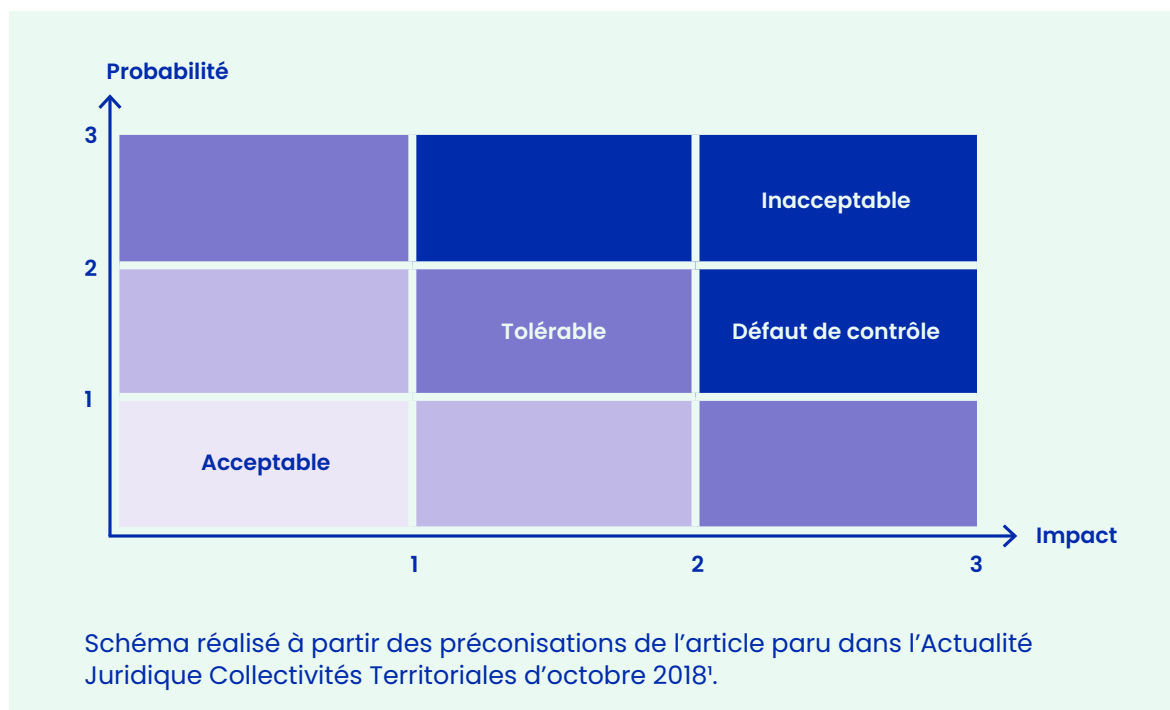 Probabilité
3
Inacceptable
2
Tolérable
Défaut de contrôle
1
Acceptable
Impact
1
2
3
Schéma réalisé à partir des préconisations de l’article paru dans l’Actualité
Juridique Collectivités Territoriales d’octobre 2018¹.